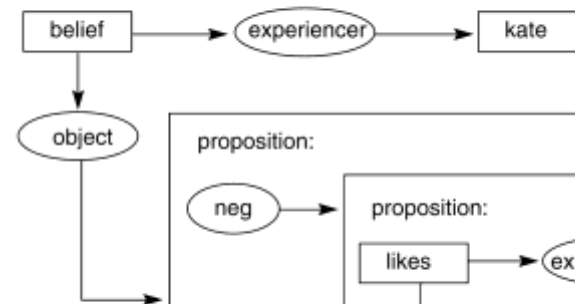 belief experiencer kate
object
proposition:
neg
proposition:
likes